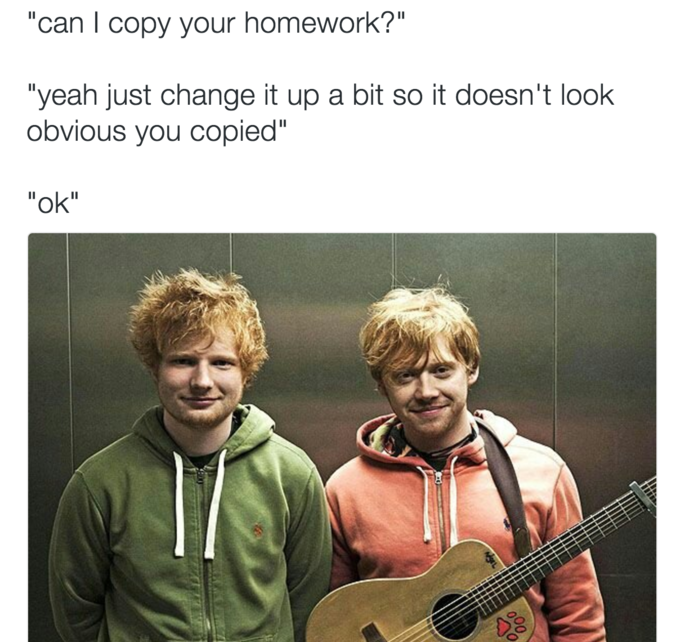 "can I copy your homework?"
"yeah just change it up a bit so it doesn't look
obvious you copied"
"ok"